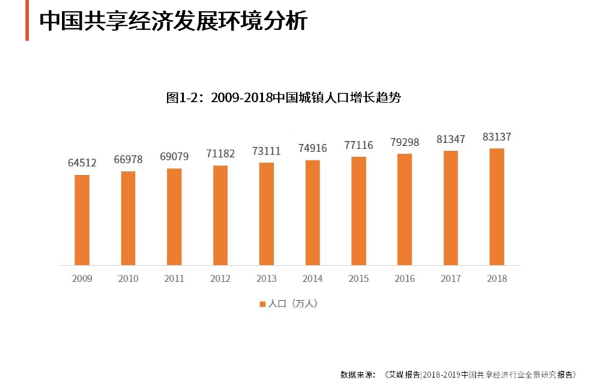 中国共享经济发展环境分析
图1-2：2009-2018中国城镇人口增长趋势
64512 66978 69079 71182 73111 74916 77116 79298 81347 83137
2009 2010 2011 2012 2013 2014 2015 2016 2017 2018
人口（万人）
数据来源：《艾媒报告|2018-2019中国共享经济行业全景研究报告》